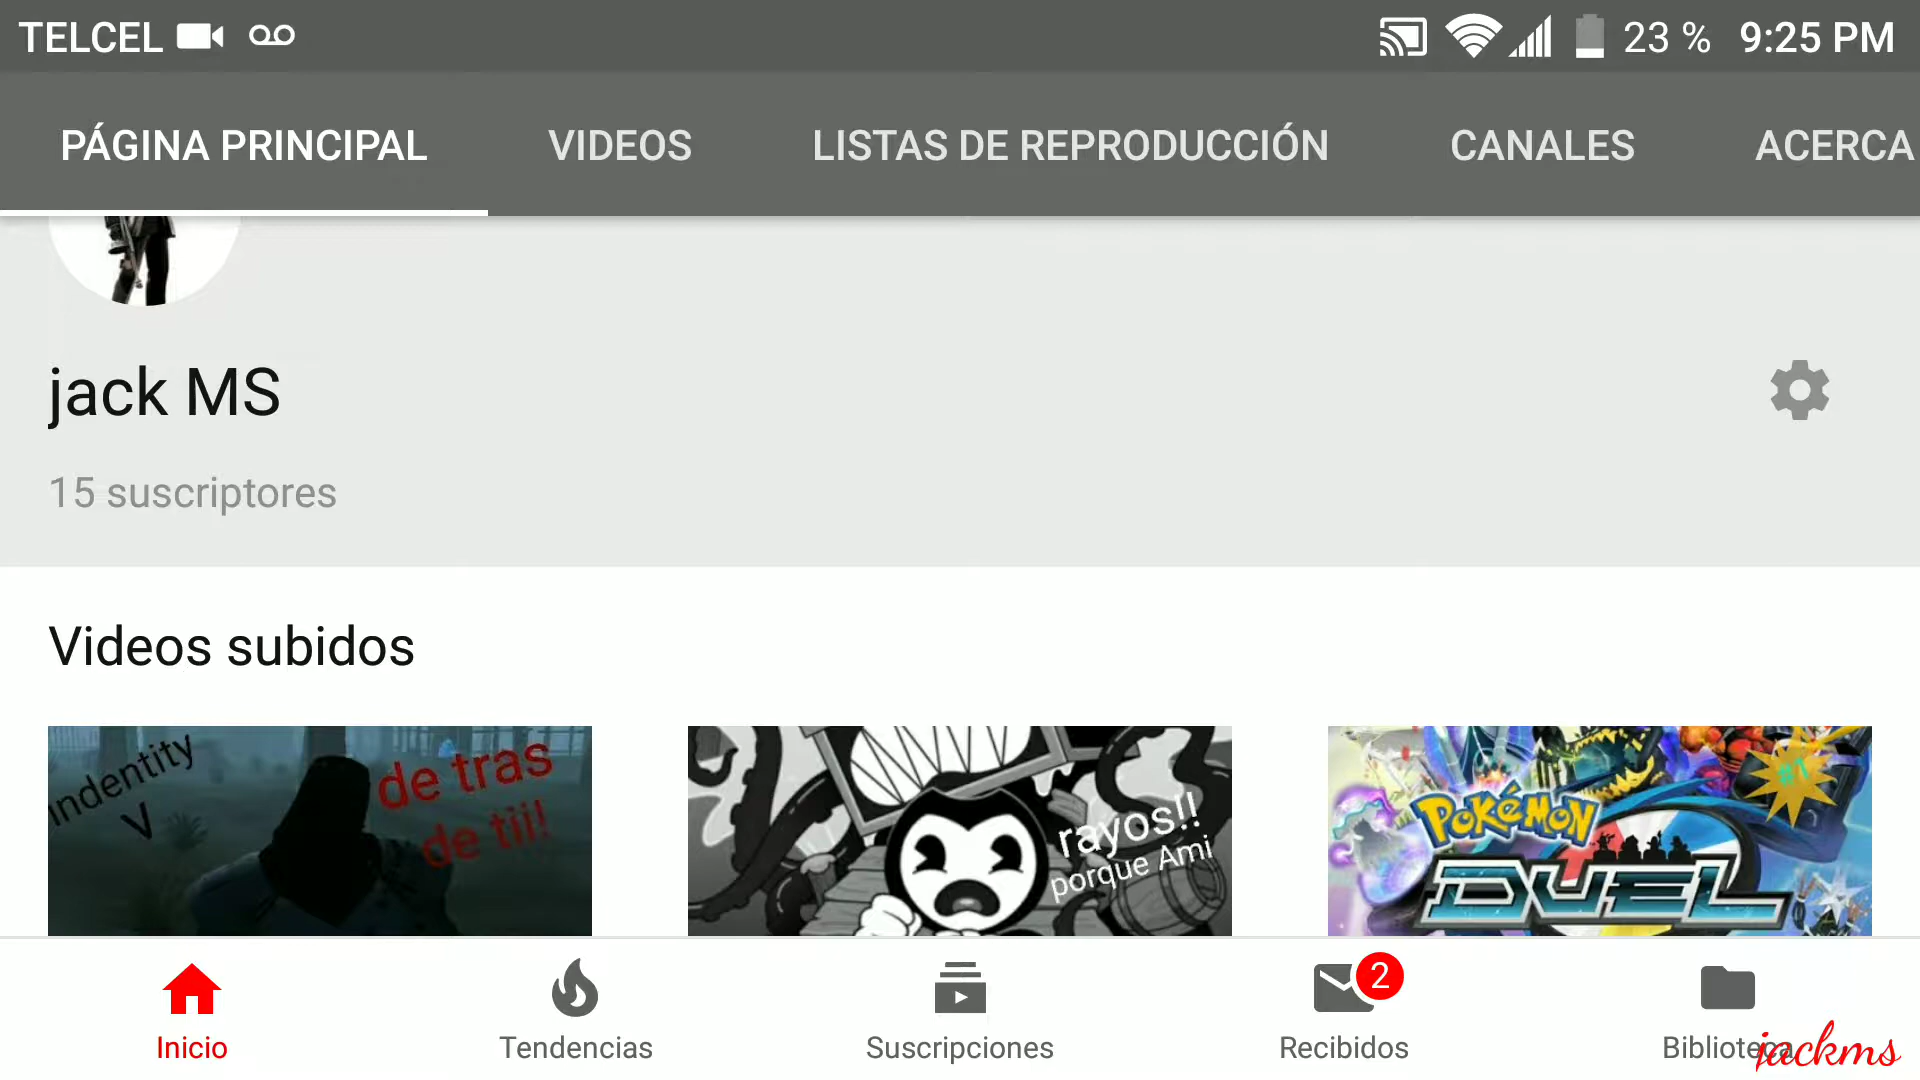 TELCEL 23 % 9:25 PM
PÁGINA PRINCIPAL VIDEOS LISTAS DE REPRODUCCIÓN CANALES ACERCA
jack MS
15 suscriptores
Videos subidos
Indentity
V
de tras
de tii!
rayos!!
porque Ami
#1
POKÉMON
DUEL
2
Inicio Tendencias Suscripciones Recibidos Biblioteca
jackms